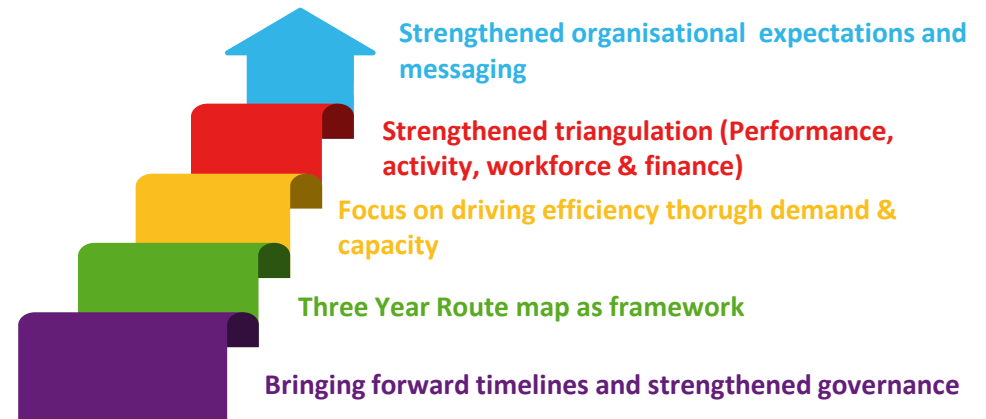 Strengthened organisational  expectations and
messaging
Strengthened triangulation (Performance,
activity, workforce & finance)
Focus on driving efficiency thorugh demand &
capacity
Three Year Route map as framework
Bringing forward timelines and strengthened governance